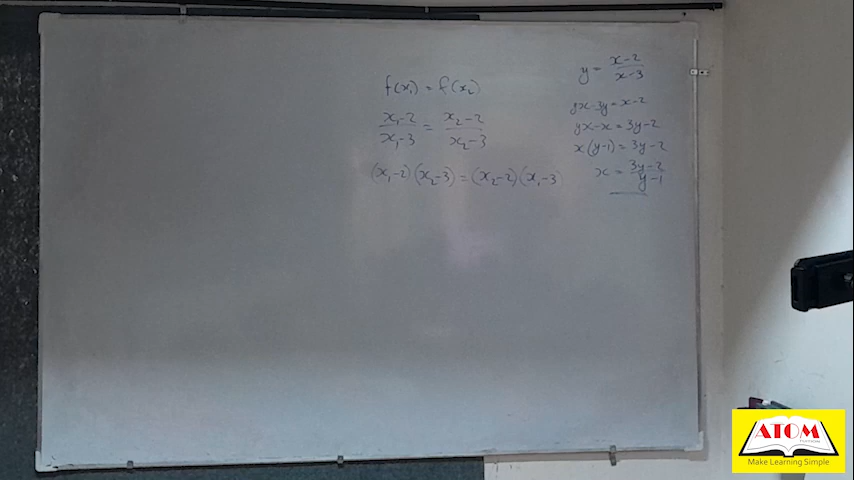 f(x₁) = f(x₂)
x₁-2/x₁-3 = x₂-2/x₂-3
(x₁-2)(x₂-3) = (x₂-2)(x₁-3)
y = x-2/x-3
yx-3y = x-2
yx-x = 3y-2
x(y-1) = 3y-2
x = 3y-2/y-1
ATOM
Make Learning Simple